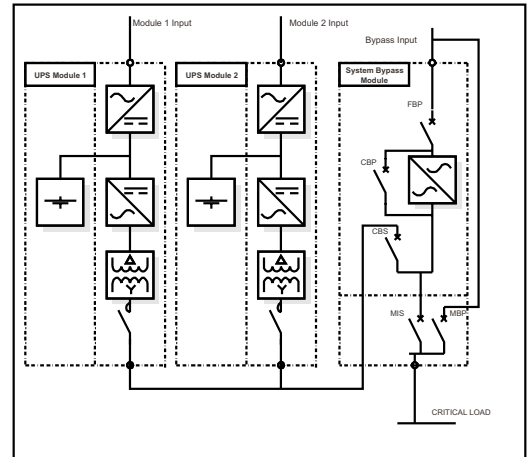 Module 1 Input
Module 2 Input
Bypass Input
UPS Module 1
UPS Module 2
System Bypass
Module
FBP
CBP
CBS
MIS
MBP
CRITICAL LOAD